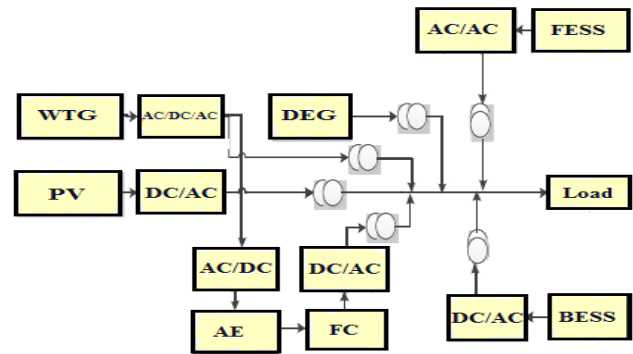 AC/AC
FESS
WTG
AC/DC/AC
DEG
PV
DC/AC
Load
AC/DC
DC/AC
AE
FC
DC/AC
BESS